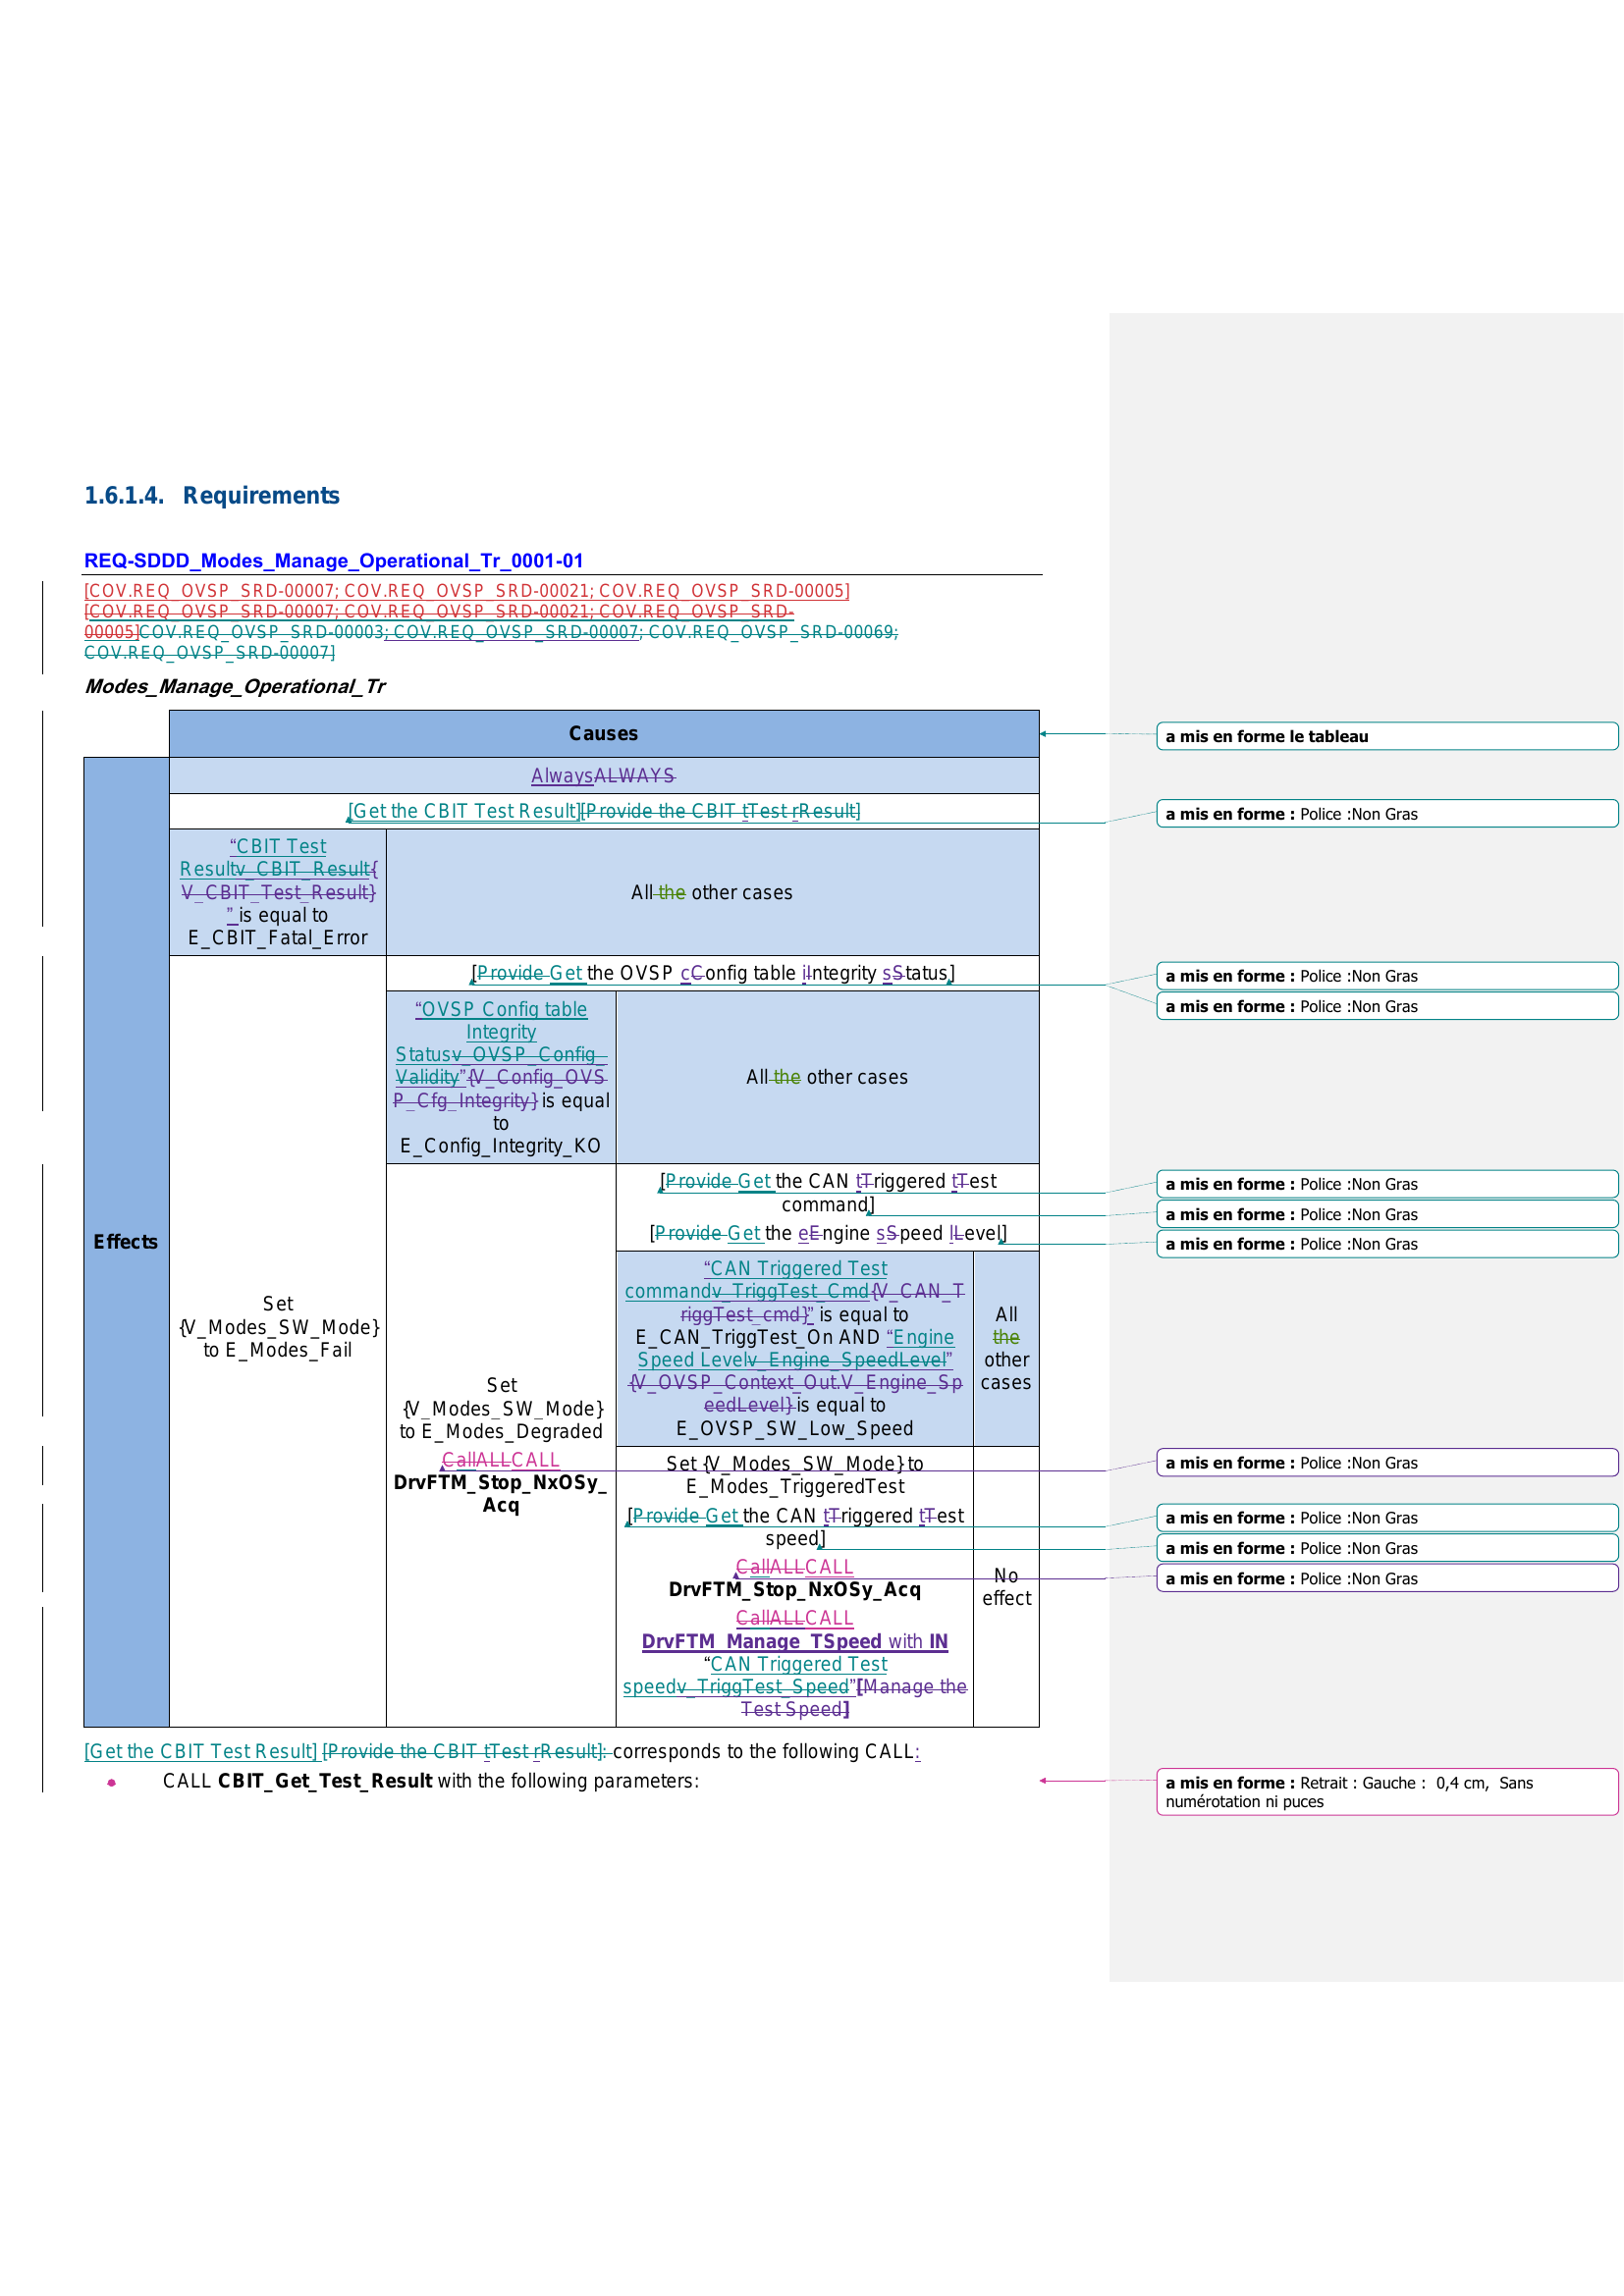 1.6.1.4. Requirements
REQ-SDDD_Modes_Manage_Operational_Tr_0001-01
[COV.REQ_OVSP_SRD-00007; COV.REQ_OVSP_SRD-00021; COV.REQ_OVSP_SRD-00005]
[COV.REQ_OVSP_SRD-00007; COV.REQ_OVSP_SRD-00021; COV.REQ_OVSP_SRD-
00005]COV.REQ_OVSP_SRD-00003; COV.REQ_OVSP_SRD-00007; COV.REQ_OVSP_SRD-00069;
COV.REQ_OVSP_SRD-00007]
Modes_Manage_Operational_Tr
Causes
a mis en forme le tableau
AlwaysALWAYS
[Get the CBIT Test Result][Provide the CBIT tTest rResult]
a mis en forme : Police :Non Gras
“CBIT Test
Resultv_CBIT_Result{
V_CBIT_Test_Result}
” is equal to
E_CBIT_Fatal_Error
All the other cases
[Provide Get the OVSP cConfig table iIntegrity sStatus]
a mis en forme : Police :Non Gras
a mis en forme : Police :Non Gras
“OVSP Config table
Integrity
Statusv_OVSP_Config_
Validity”{V_Config_OVS
P_Cfg_Integrity} is equal
to
E_Config_Integrity_KO
All the other cases
Effects
[Provide Get the CAN tTriggered tTest
command]
[Provide Get the eEngine sSpeed lLevel]
a mis en forme : Police :Non Gras
a mis en forme : Police :Non Gras
a mis en forme : Police :Non Gras
“CAN Triggered Test
commandv_TriggTest_Cmd{V_CAN_T
riggTest_cmd}” is equal to
E_CAN_TriggTest_On AND “Engine
Speed Levelv_Engine_SpeedLevel”
{V_OVSP_Context_Out.V_Engine_Sp
eedLevel} is equal to
E_OVSP_SW_Low_Speed
All
the
other
cases
Set
{V_Modes_SW_Mode}
to E_Modes_Fail
Set
{V_Modes_SW_Mode}
to E_Modes_Degraded
CallALLCALL
DrvFTM_Stop_NxOSy_
Acq
Set {V_Modes_SW_Mode} to
E_Modes_TriggeredTest
[Provide Get the CAN tTriggered tTest
speed]
CallALLCALL
DrvFTM_Stop_NxOSy_Acq
CallALLCALL
DrvFTM_Manage_TSpeed with IN
“CAN Triggered Test
speedv_TriggTest_Speed”[Manage the
Test Speed]
No
effect
a mis en forme : Police :Non Gras
a mis en forme : Police :Non Gras
a mis en forme : Police :Non Gras
a mis en forme : Police :Non Gras
[Get the CBIT Test Result] [Provide the CBIT tTest rResult]: corresponds to the following CALL:
CALL CBIT_Get_Test_Result with the following parameters:
a mis en forme : Retrait : Gauche : 0,4 cm, Sans
numérotation ni puces